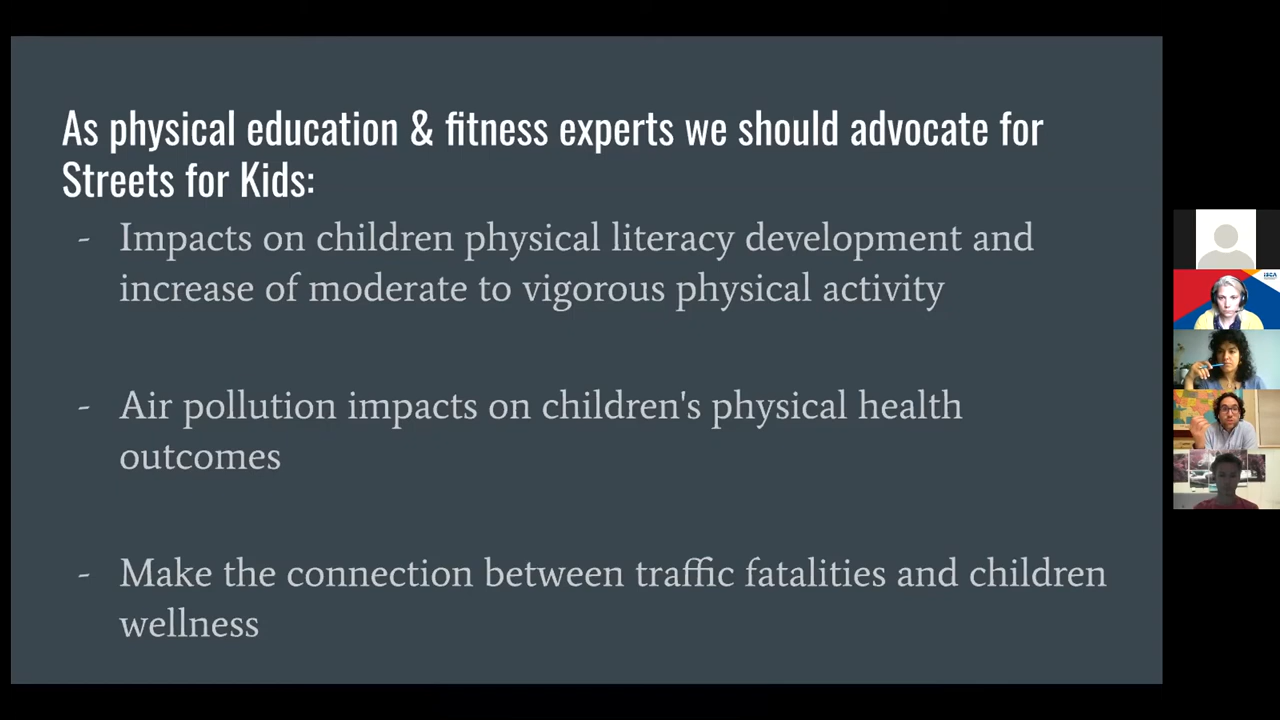 As physical education & fitness experts we should advocate for
Streets for Kids:
- Impacts on children physical literacy development and
increase of moderate to vigorous physical activity
- Air pollution impacts on children's physical health
outcomes
- Make the connection between traffic fatalities and children
wellness